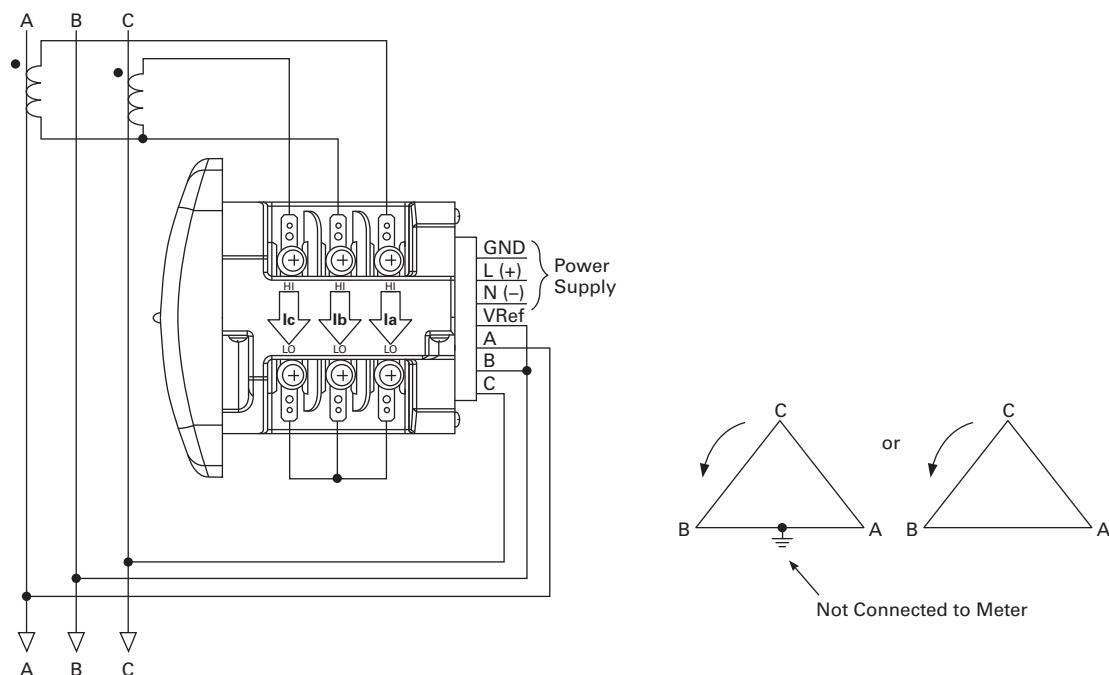 A B C
GND
L (+)
N (–)
VRef
A
B
C
Power
Supply
HI HI HI
Ic Ib Ia
LO LO LO
A B C
C
B
A
or
C
B
A
Not Connected to Meter